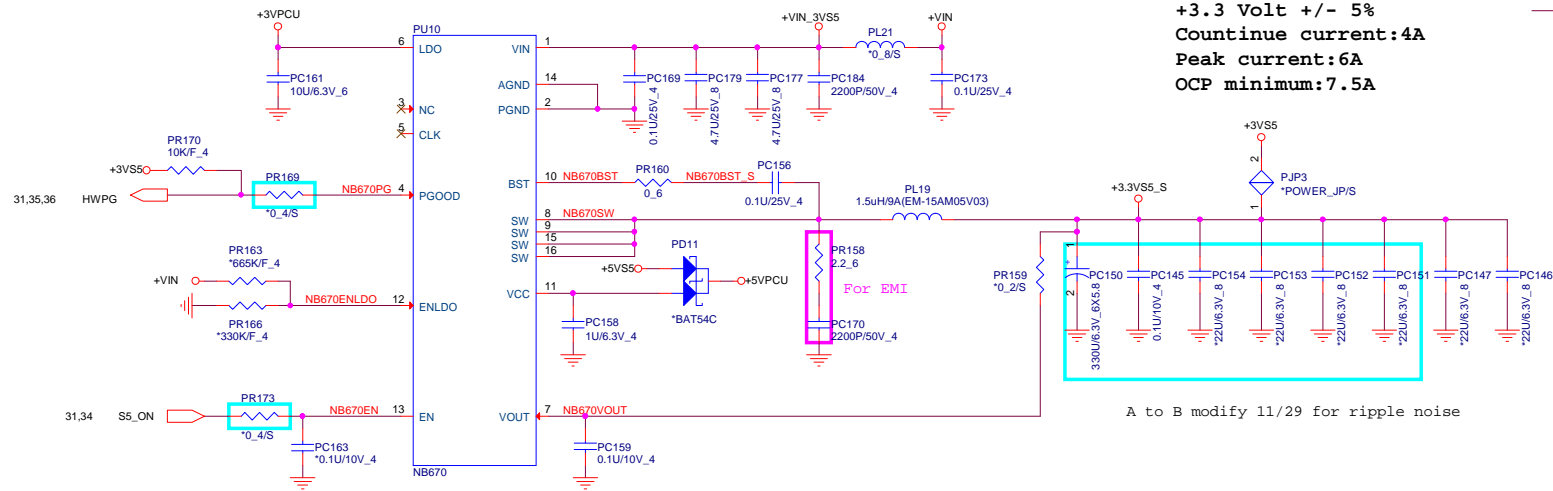 +3.3 Volt +/- 5%
Countinue current:4A
Peak current:6A
OCP minimum:7.5A
+3VPCU
PU10
+VIN_3VS5
+VIN
PL21
*0_8/S
6
LDO
VIN
1
PC161
10U/6.3V_6
AGND
14
PGND
2
PC169
0.1U/25V_4
PC179
4.7U/25V_8
PC177
4.7U/25V_8
PC184
2200P/50V_4
PC173
0.1U/25V_4
3
NC
5
CLK
PR170
10K/F_4
+3VS5
PR169
*0_4/S
31,35,36
HWPG
NB670PG
4
PGOOD
BST
10
NB670BST
PR160
0_6
NB670BST_S
PC156
0.1U/25V_4
SW
8
NB670SW
SW
9
SW
15
SW
16
PL19
1.5uH/9A(EM-15AM05V03)
+3.3VS5_S
+3VS5
2
PJP3
*POWER_JP/S
1
PR163
*665K/F_4
+VIN
PR166
*330K/F_4
NB670ENLDO
12
ENLDO
PD11
+5VS5
+5VPCU
*BAT54C
VCC
11
PC158
1U/6.3V_4
PR158
2.2_6
For EMI
PC170
2200P/50V_4
PR159
*0_2/S
1
2
PC150
330U/6.3V_6X5.8
PC145
0.1U/10V_4
PC154
*22U/6.3V_8
PC153
*22U/6.3V_8
PC152
*22U/6.3V_8
PC151
*22U/6.3V_8
PC147
*22U/6.3V_8
PC146
*22U/6.3V_8
A to B modify 11/29 for ripple noise
31,34
S5_ON
PR173
*0_4/S
NB670EN
13
EN
PC163
*0.1U/10V_4
VOUT
7
NB670VOUT
PC159
0.1U/10V_4
NB670